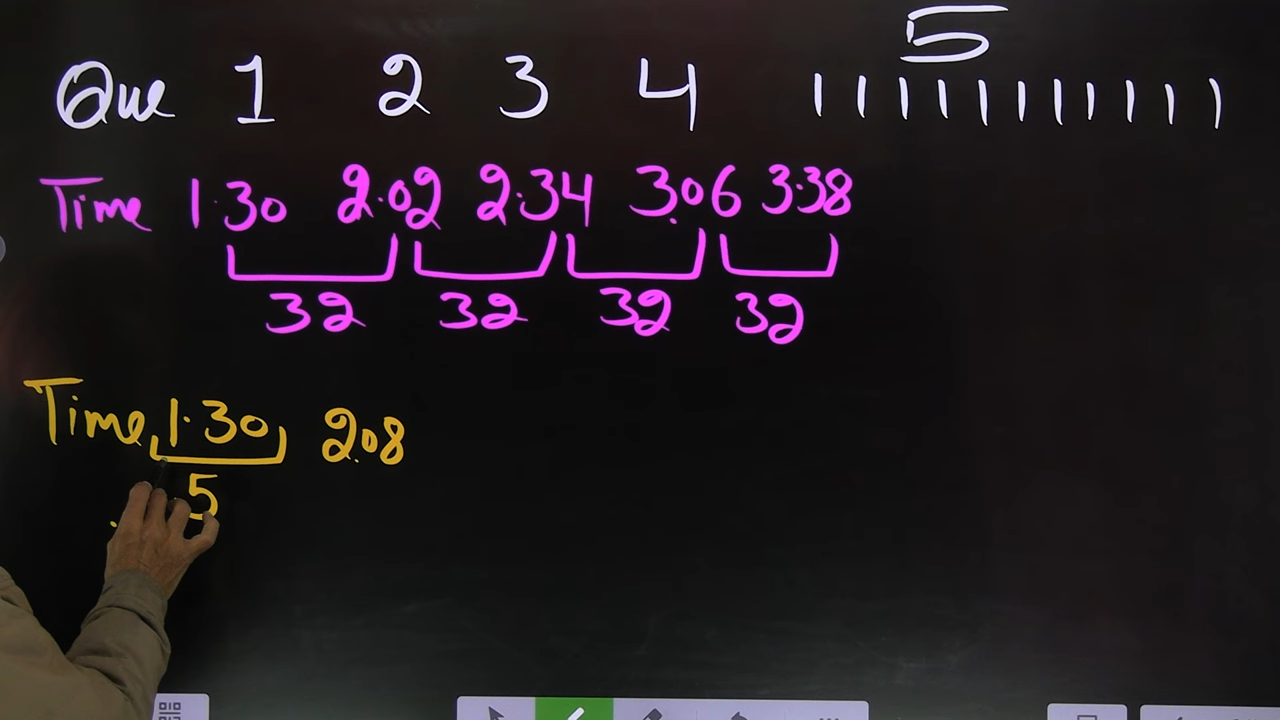 5
Que 1 2 3 4 | | | | | | | | | | |
Time 1.30 2.02 2.34 3.06 3.38
32 32 32 32
Time 1.30 2.08
5